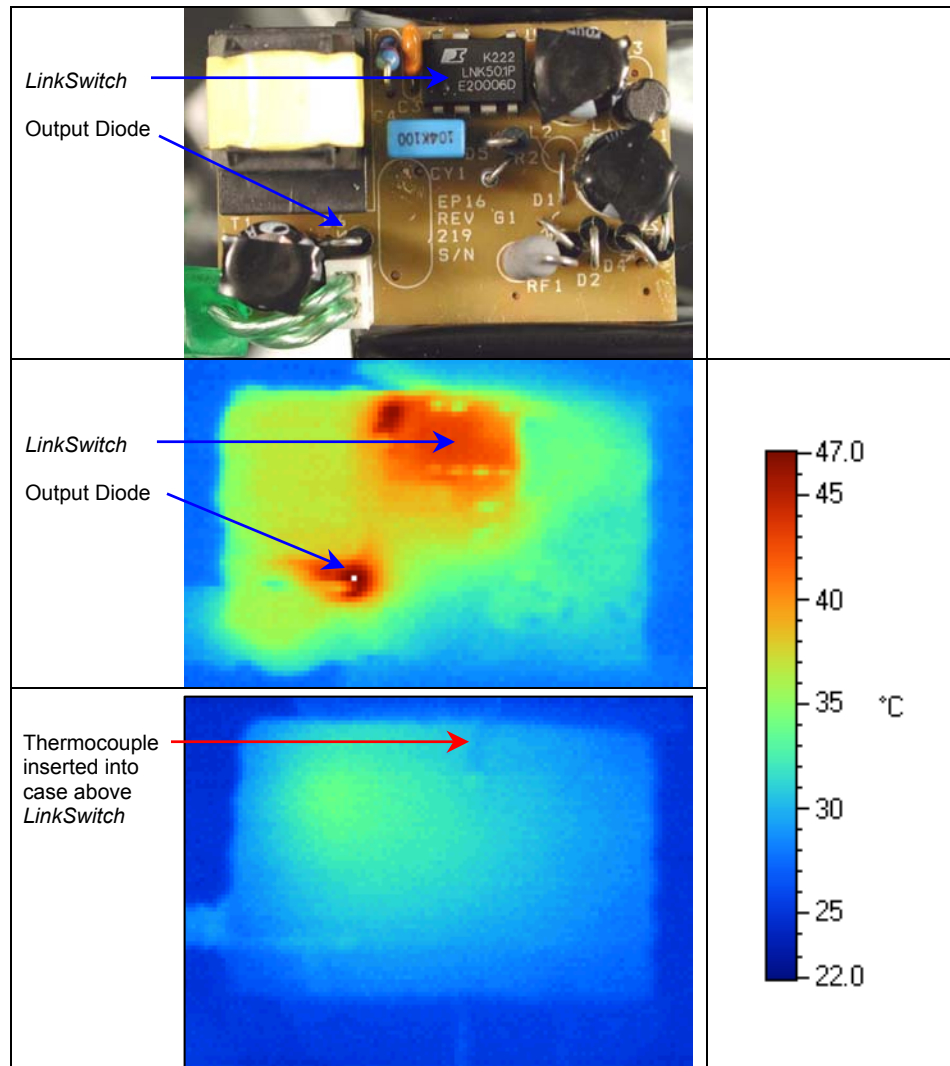 LinkSwitch
Output Diode
K222
LNK501P
E20006D
C4
C3
104K100
CY1
D5
L2
R2
D1
EP16
REV G1
219
S/N
T1
RF1
D2
D4
LinkSwitch
Output Diode
Thermocouple
inserted into
case above
LinkSwitch
47.0
45
40
35 °C
30
25
22.0